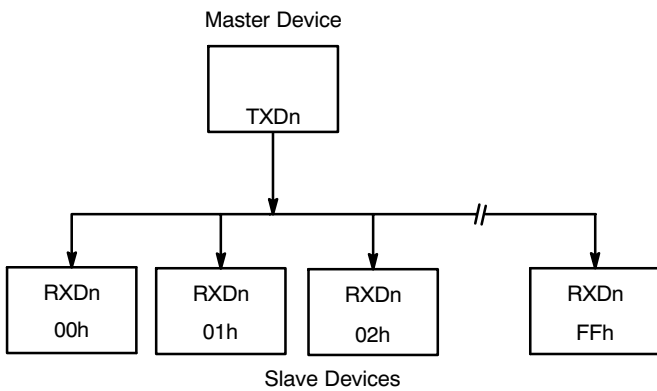 Master Device
TXDn
RXDn RXDn RXDn RXDn
00h 01h 02h FFh
Slave Devices